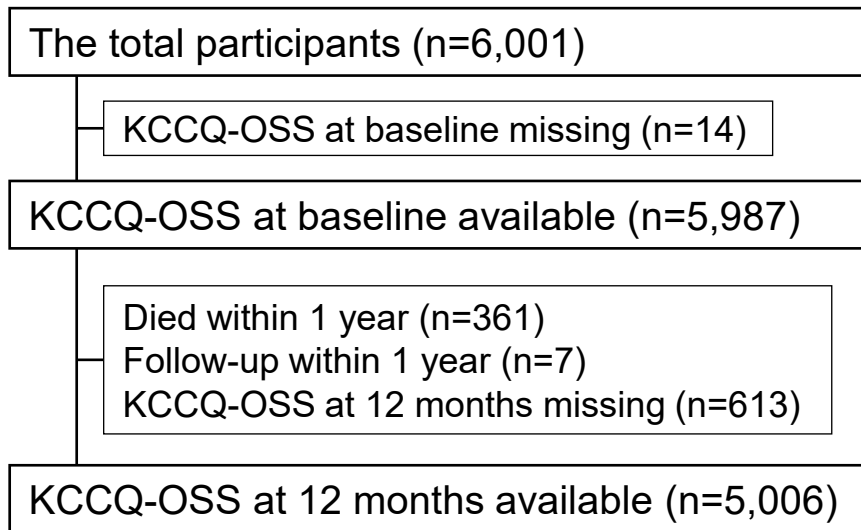 The total participants (n=6,001)
KCCQ-OSS at baseline missing (n=14)
KCCQ-OSS at baseline available (n=5,987)
Died within 1 year (n=361)
Follow-up within 1 year (n=7)
KCCQ-OSS at 12 months missing (n=613)
KCCQ-OSS at 12 months available (n=5,006)